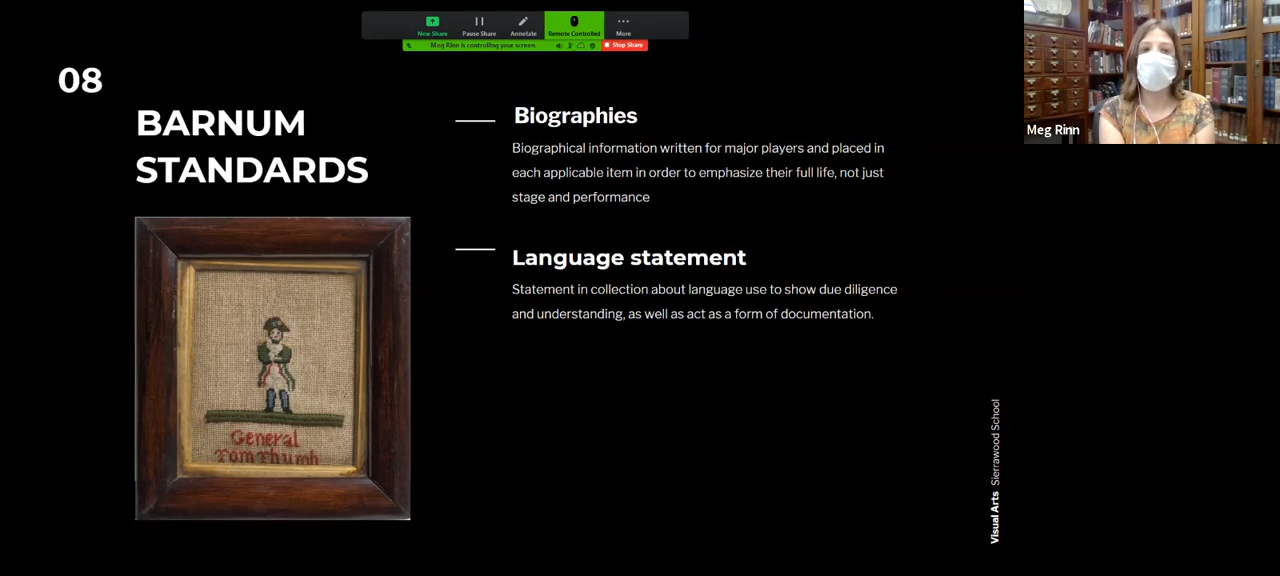 New Share
Pause Share
Annotate
Remote Controlled
More
Meg Rinn is controlling your screen
Stop Share
Meg Rinn
08
BARNUM
STANDARDS
General
Tom Thumb
Biographies
Biographical information written for major players and placed in
each applicable item in order to emphasize their full life, not just
stage and performance
Language statement
Statement in collection about language use to show due diligence
and understanding, as well as act as a form of documentation.
Visual Arts Sierrawood School